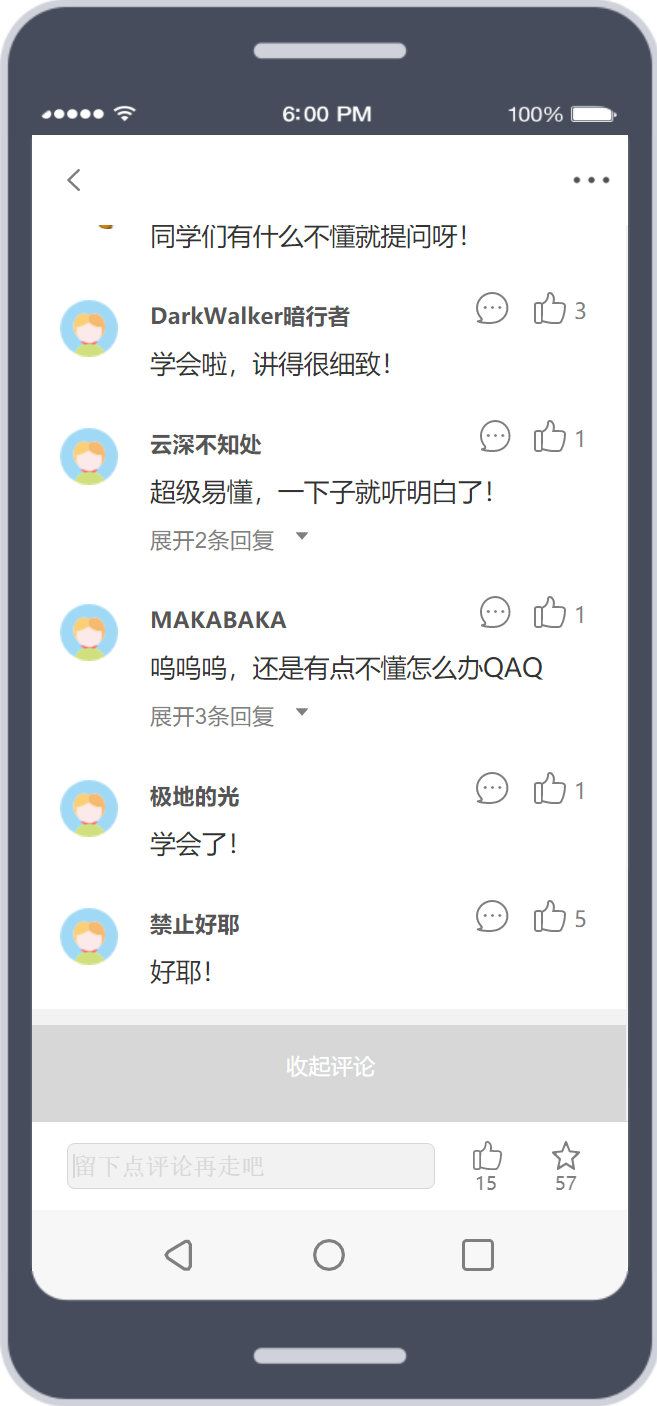 6:00 PM 100%
同学们有什么不懂就提问呀！
DarkWalker暗行者 3
学会啦，讲得很细致！
云深不知处 1
超级易懂，一下子就听明白了！
展开2条回复
MAKABAKA 1
呜呜呜，还是有点不懂怎么办QAQ
展开3条回复
极地的光 1
学会了！
禁止好耶 5
好耶！
收起评论
留下点评论再走吧
15 57